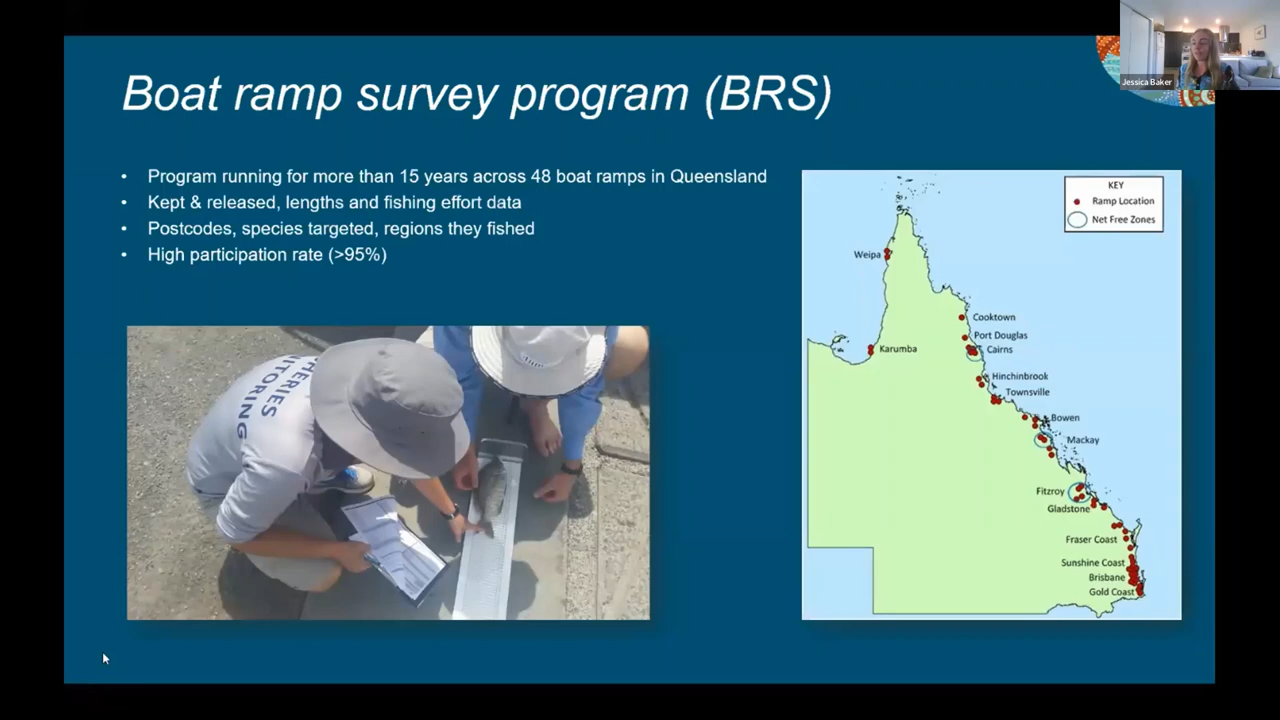 Jessica Baker
Boat ramp survey program (BRS)
• Program running for more than 15 years across 48 boat ramps in Queensland
• Kept & released, lengths and fishing effort data
• Postcodes, species targeted, regions they fished
• High participation rate (>95%)
KEY
Ramp Location
Net Free Zones
Weipa
Cooktown
Port Douglas
Karumba
Cairns
Hinchinbrook
Townsville
Bowen
Mackay
Fitzroy
Gladstone
Fraser Coast
Sunshine Coast
Brisbane
Gold Coast